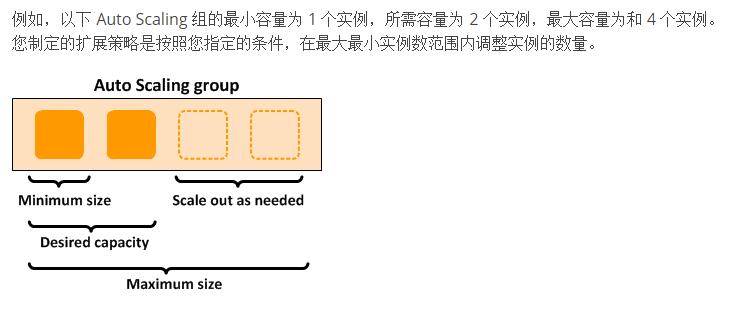 例如，以下 Auto Scaling 组的最小容量为 1 个实例，所需容量为 2 个实例，最大容量为和 4 个实例。
您制定的扩展策略是按照您指定的条件，在最大最小实例数范围内调整实例的数量。
Auto Scaling group
Minimum size
Scale out as needed
Desired capacity
Maximum size